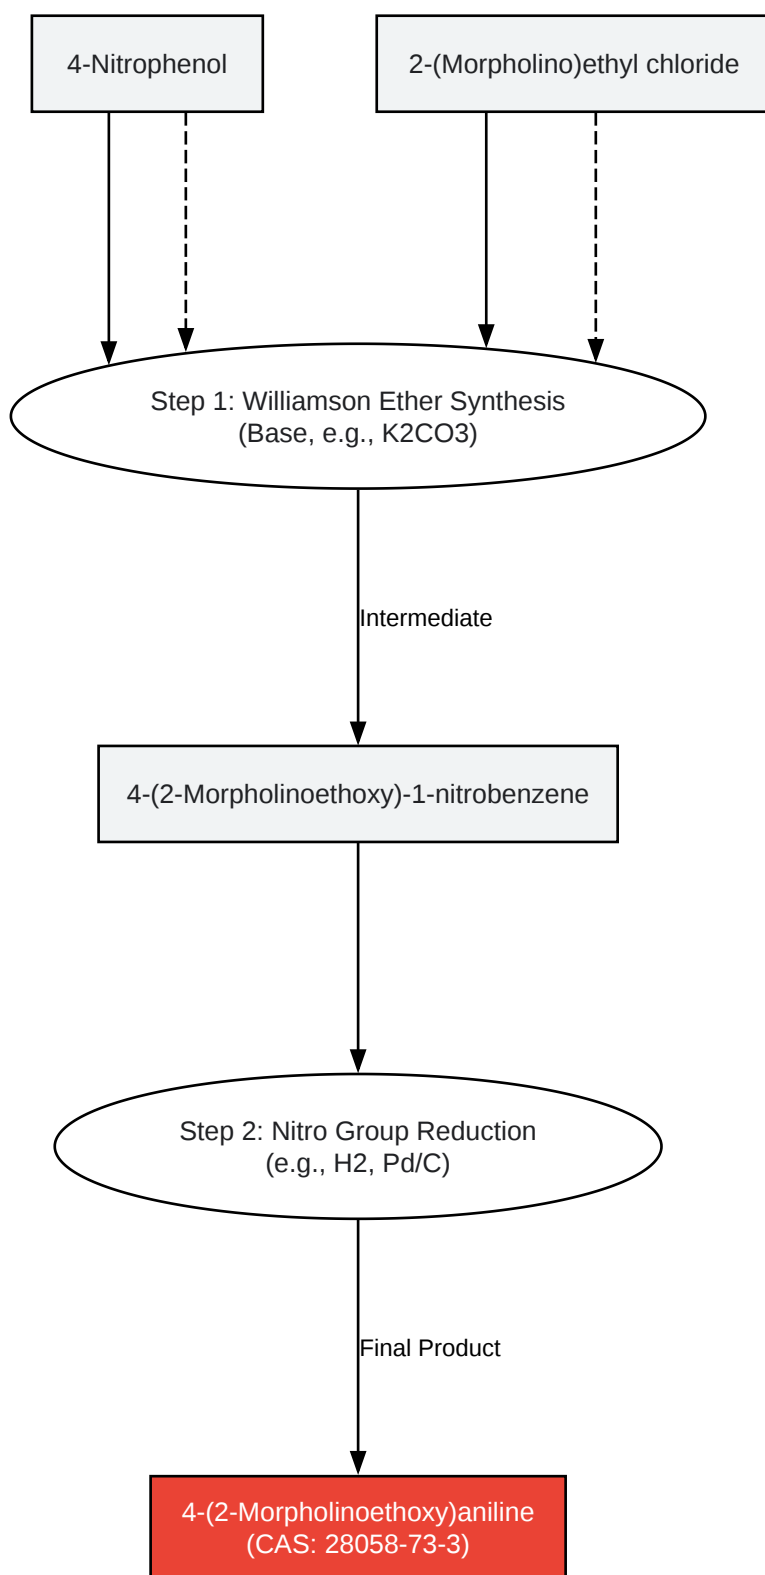 4-Nitrophenol
2-(Morpholino)ethyl chloride
Step 1: Williamson Ether Synthesis
(Base, e.g., K2CO3)
Intermediate
4-(2-Morpholinoethoxy)-1-nitrobenzene
Step 2: Nitro Group Reduction
(e.g., H2, Pd/C)
Final Product
4-(2-Morpholinoethoxy)aniline
(CAS: 28058-73-3)